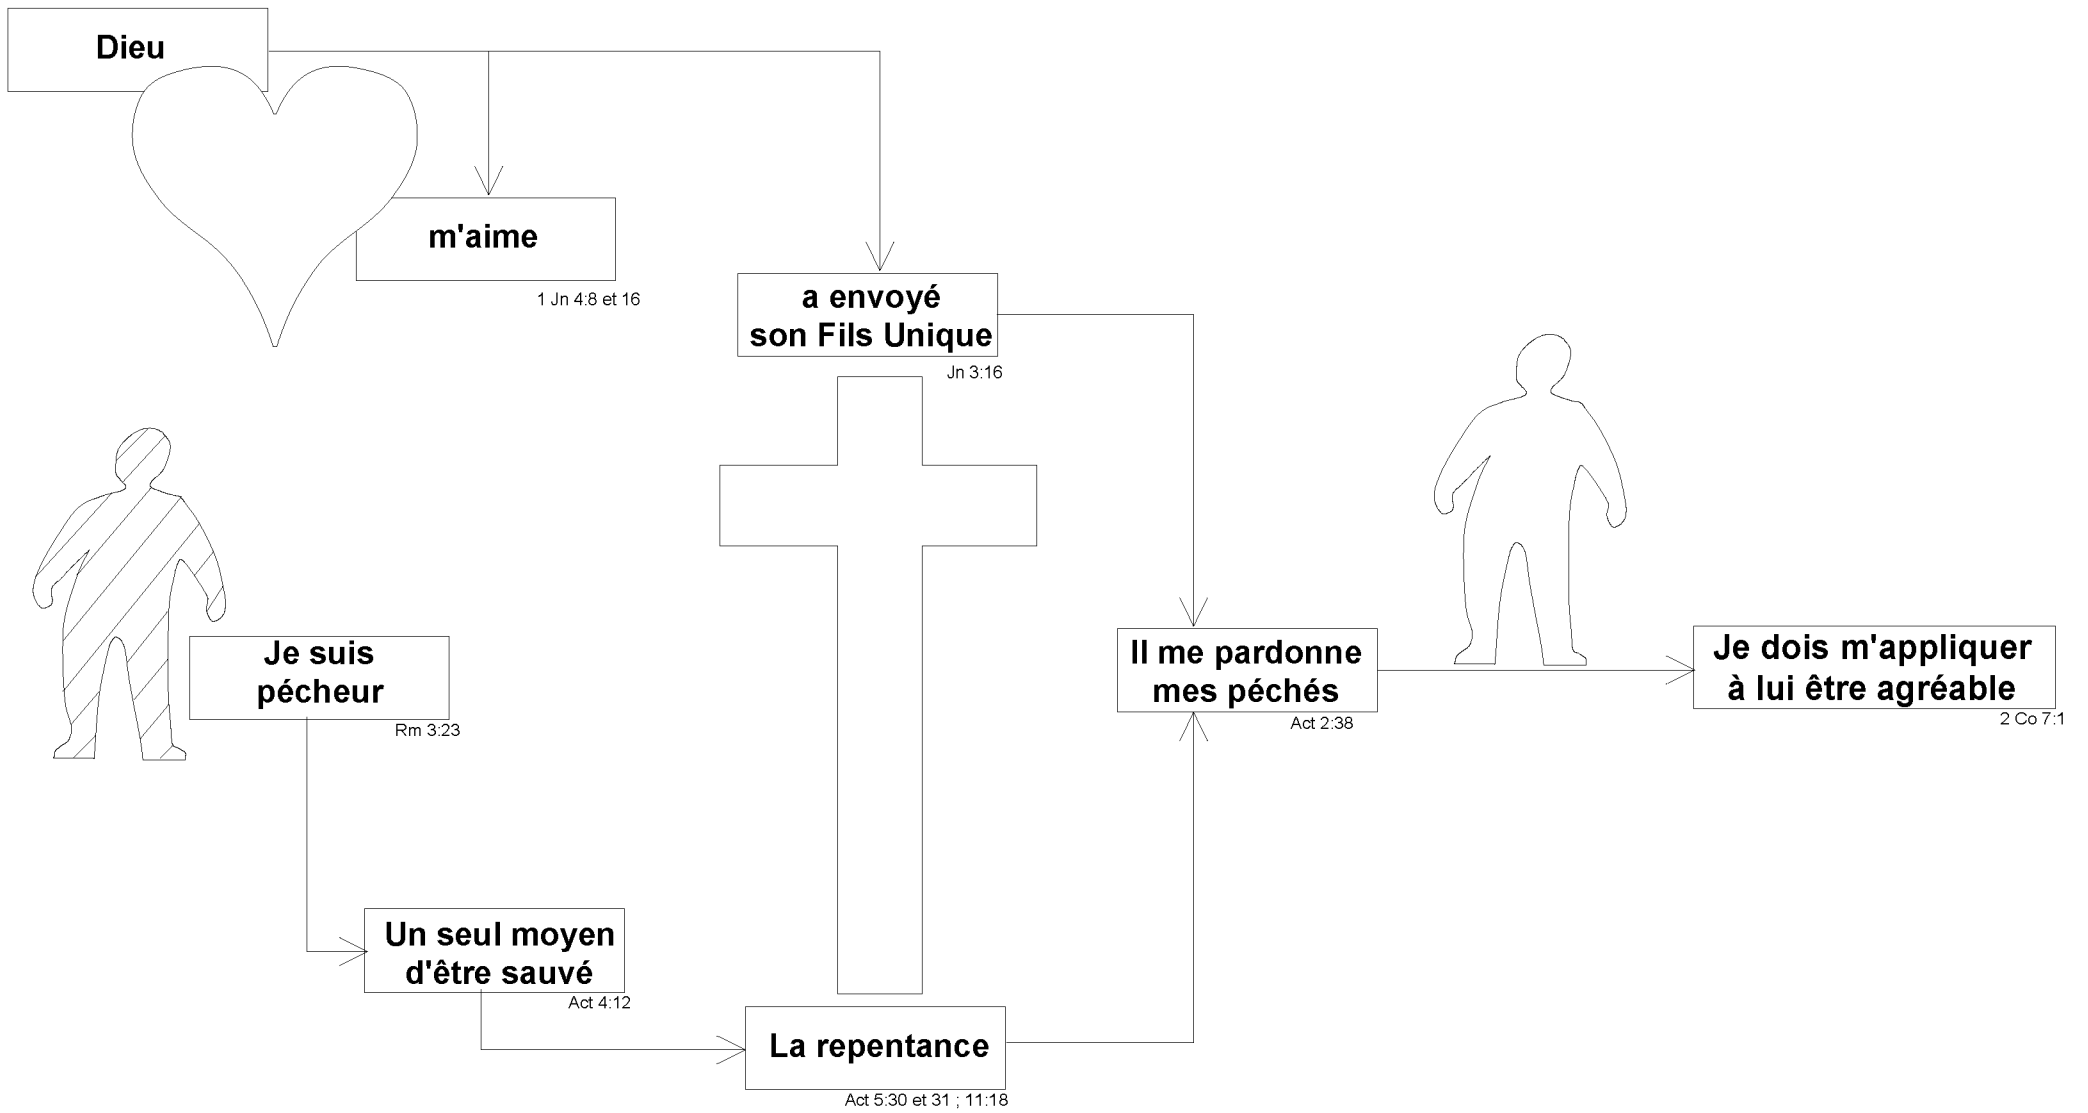 Dieu
m'aime
1 Jn 4:8 et 16
a envoyé
son Fils Unique
Jn 3:16
Je suis
pécheur
Rm 3:23
Un seul moyen
d'être sauvé
Act 4:12
La repentance
Act 5:30 et 31 ; 11:18
Il me pardonne
mes péchés
Act 2:38
Je dois m'appliquer
à lui être agréable
2 Co 7:1